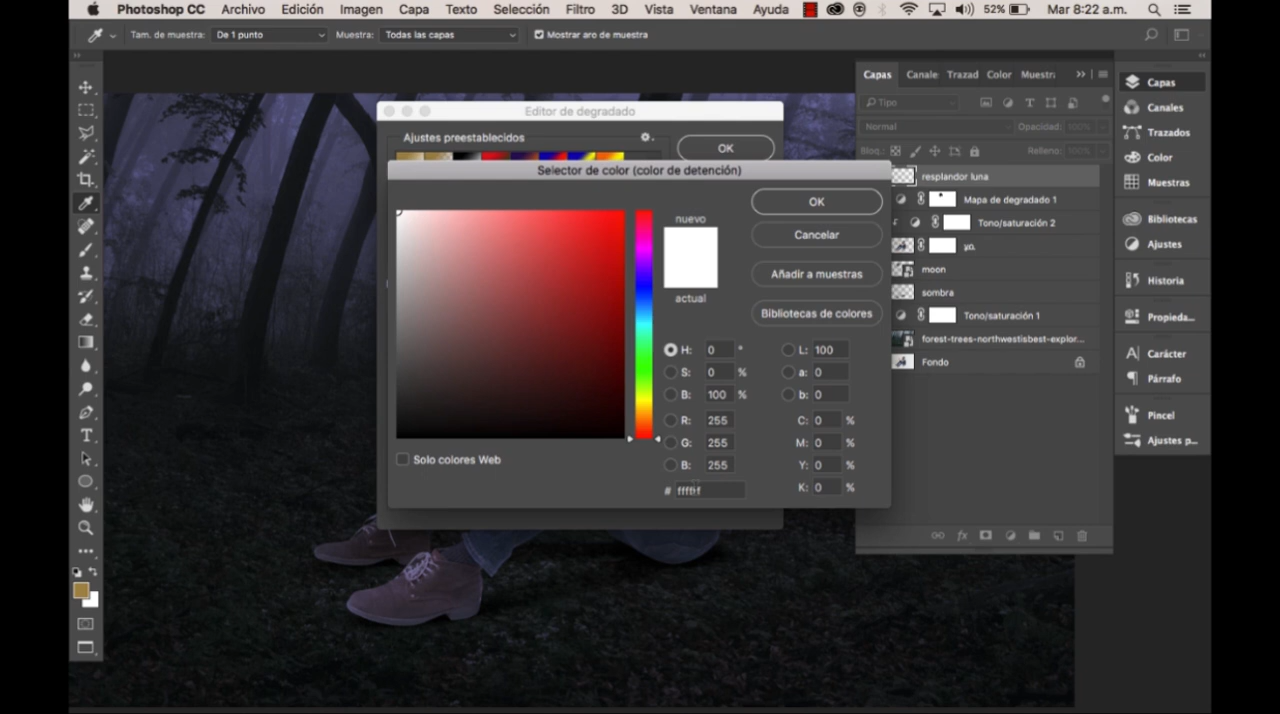 Photoshop CC Archivo Edición Imagen Capa Texto Selección Filtro 3D Vista Ventana Ayuda 52% Mar 8:22 a.m.
Tam. de muestra: De 1 punto Muestra: Todas las capas Mostrar aro de muestra
Capas Canale Trazad Color Muestra
Tipo
Normal Opacidad: 100%
Bloq.: Relleno: 100%
resplandor luna
Mapa de degradado 1
Tono/saturación 2
yo.
moon
sombra
Tono/saturación 1
forest-trees-northwestisbest-explor...
Fondo
Capas
Canales
Trazados
Color
Muestras
Bibliotecas
Ajustes
Historia
Propieda...
Carácter
Párrafo
Pincel
Ajustes p...
Editor de degradado
Ajustes preestablecidos
OK
Selector de color (color de detención)
nuevo
actual
OK
Cancelar
Añadir a muestras
Bibliotecas de colores
H: 0 ° L: 100
S: 0 % a: 0
B: 100 % b: 0
R: 255 C: 0 %
G: 255 M: 0 %
B: 255 Y: 0 %
# ffffff K: 0 %
Solo colores Web